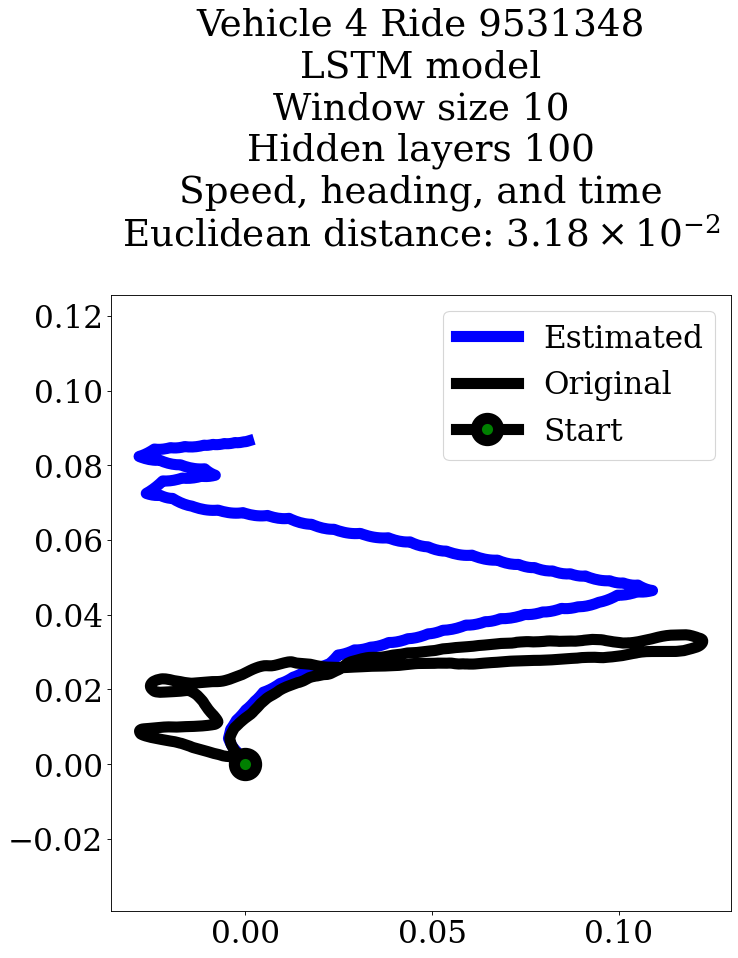 Vehicle 4 Ride 9531348
LSTM model
Window size 10
Hidden layers 100
Speed, heading, and time
Euclidean distance: 3.18 × 10⁻²
Estimated
Original
Start
0.12
0.10
0.08
0.06
0.04
0.02
0.00
−0.02
0.00 0.05 0.10